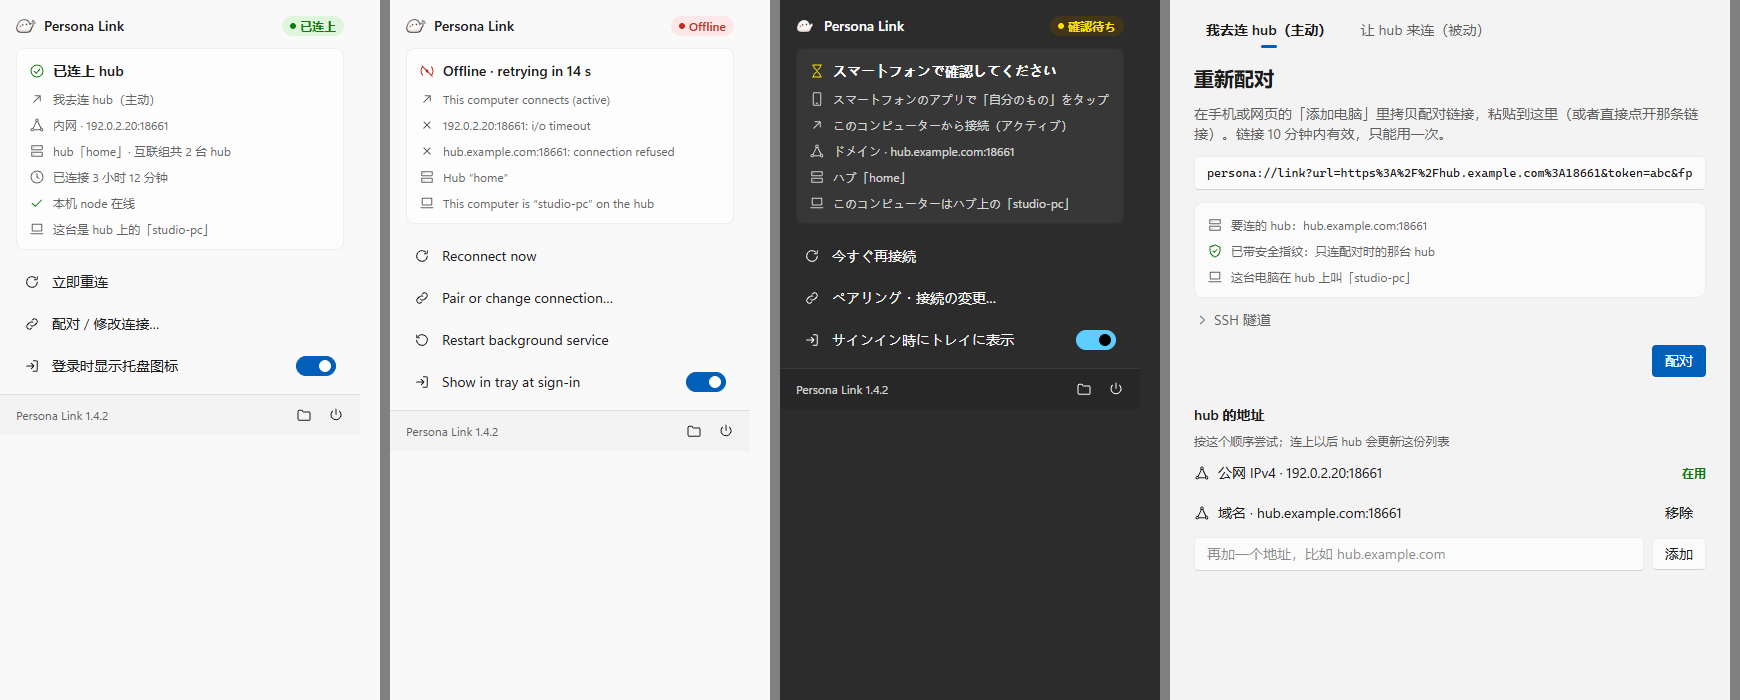 Persona Link
已连上
已连上 hub
我去连 hub（主动）
内网 · 192.0.2.20:18661
hub「home」· 互联组共 2 台 hub
已连接 3 小时 12 分钟
本机 node 在线
这台是 hub 上的「studio-pc」
立即重连
配对 / 修改连接...
登录时显示托盘图标
Persona Link 1.4.2
Persona Link
Offline
Offline · retrying in 14 s
This computer connects (active)
192.0.2.20:18661: i/o timeout
hub.example.com:18661: connection refused
Hub “home”
This computer is “studio-pc” on the hub
Reconnect now
Pair or change connection...
Restart background service
Show in tray at sign-in
Persona Link 1.4.2
Persona Link
確認待ち
スマートフォンで確認してください
スマートフォンのアプリで「自分のもの」をタップ
このコンピューターから接続（アクティブ）
ドメイン · hub.example.com:18661
ハブ「home」
このコンピューターはハブ上の「studio-pc」
今すぐ再接続
ペアリング・接続の変更...
サインイン時にトレイに表示
Persona Link 1.4.2
我去连 hub（主动）
让 hub 来连（被动）
重新配对
在手机或网页的「添加电脑」里拷贝配对链接，粘贴到这里（或者直接点开那条链
接）。链接 10 分钟内有效，只能用一次。
persona://link?url=https%3A%2F%2Fhub.example.com%3A18661&token=abc&fp
要连的 hub：hub.example.com:18661
已带安全指纹：只连配对时的那台 hub
这台电脑在 hub 上叫「studio-pc」
SSH 隧道
配对
hub 的地址
按这个顺序尝试；连上以后 hub 会更新这份列表
公网 IPv4 · 192.0.2.20:18661
在用
域名 · hub.example.com:18661
移除
再加一个地址，比如 hub.example.com
添加